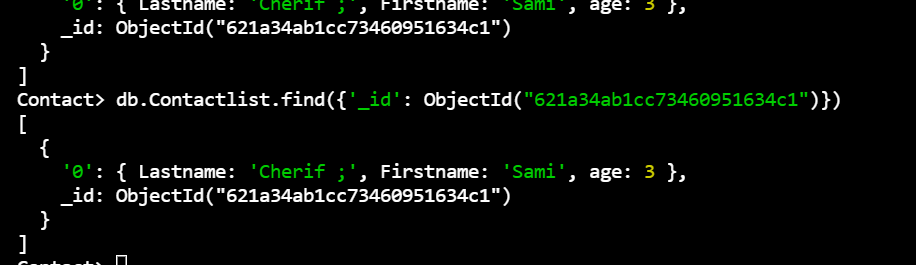 '0': { Lastname: 'Cherif ;', Firstname: 'Sami', age: 3 },
_id: ObjectId("621a34ab1cc73460951634c1")
}
]
Contact> db.Contactlist.find({'_id': ObjectId("621a34ab1cc73460951634c1")})
[
{
'0': { Lastname: 'Cherif ;', Firstname: 'Sami', age: 3 },
_id: ObjectId("621a34ab1cc73460951634c1")
}
]
Contact>